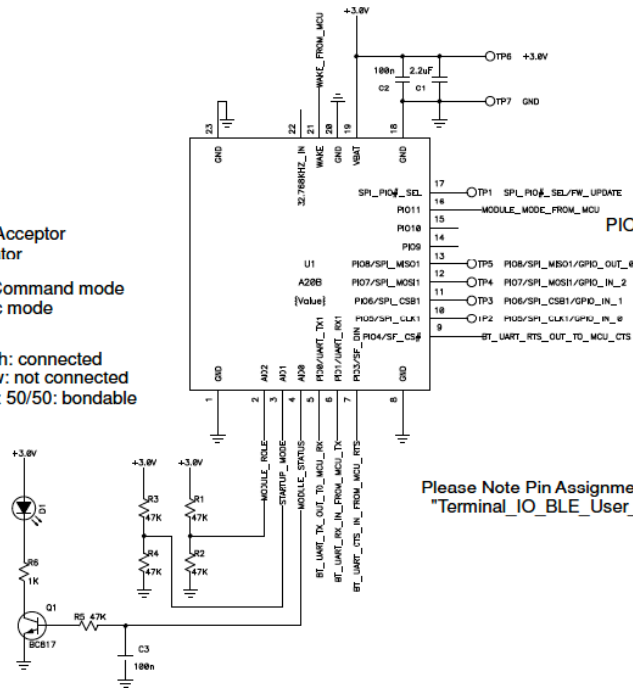 +3.0V
WAKE_FROM_MCU
100n
2.2uF
C2
C1
TP6 +3.0V
TP7 GND
23
22
21
20
19
18
GND
32.768KHZ_IN
WAKE
GND
VBAT
GND
Acceptor
Command mode
c mode
h: connected
w: not connected
: 50/50: bondable
U1
A20B
{Value}
SPI_PIO#_SEL
17
TP1 SPI_PIO#_SEL/FW_UPDATE
PIO11
16
MODULE_MODE_FROM_MCU
PIO
PIO10
15
PIO9
14
PIO8/SPI_MISO1
13
TP5 PIO8/SPI_MISO1/GPIO_OUT_0
PIO7/SPI_MOSI1
12
TP4 PIO7/SPI_MOSI1/GPIO_IN_2
PIO6/SPI_CSB1
11
TP3 PIO6/SPI_CSB1/GPIO_IN_1
PIO5/SPI_CLK1
10
TP2 PIO5/SPI_CLK1/GPIO_IN_0
PIO4/SF_CS#
9
BT_UART_RTS_OUT_TO_MCU_CTS
GND
AIO2
AIO1
AIO0
PIO0/UART_TX1
PIO1/UART_RX1
PIO3/SF_DIN
GND
1
2
3
4
5
6
7
8
MODULE_ROLE
STARTUP_MODE
MODULE_STATUS
BT_UART_TX_OUT_TO_MCU_RX
BT_UART_RX_IN_FROM_MCU_TX
BT_UART_CTS_IN_FROM_MCU_RTS
+3.0V
D1
R6
1K
Q1
BC817
R5 47K
C3
100n
+3.0V
+3.0V
R3
47K
R1
47K
R4
47K
R2
47K
Please Note Pin Assignme
"Terminal_IO_BLE_User_